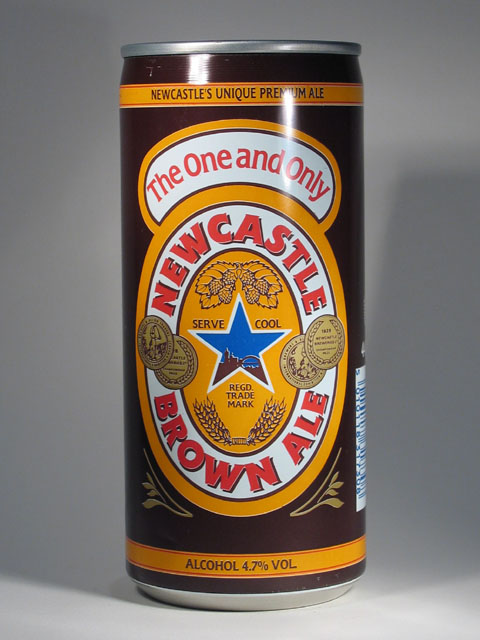 NEWCASTLE'S UNIQUE PREMIUM ALE
The One and Only
NEWCASTLE
SERVE COOL
REGD.
TRADE
MARK
BROWN ALE
ALCOHOL 4.7% VOL.